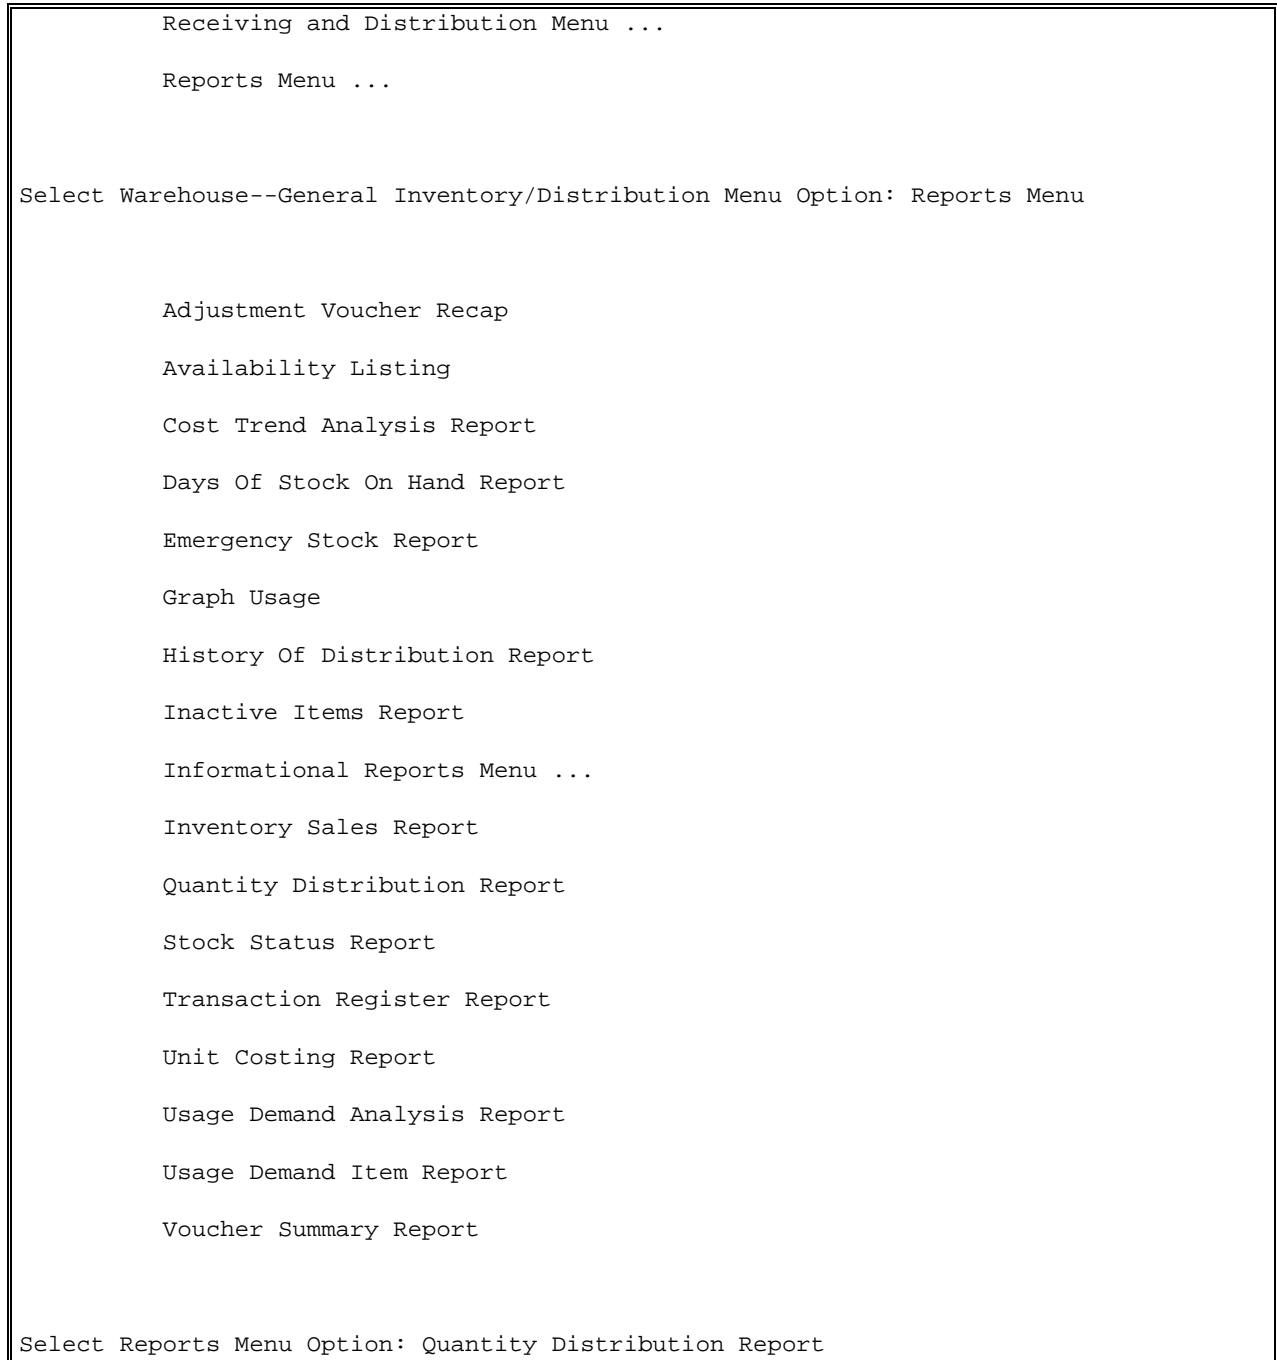 Receiving and Distribution Menu ...
Reports Menu ...
Select Warehouse--General Inventory/Distribution Menu Option: Reports Menu
Adjustment Voucher Recap
Availability Listing
Cost Trend Analysis Report
Days Of Stock On Hand Report
Emergency Stock Report
Graph Usage
History Of Distribution Report
Inactive Items Report
Informational Reports Menu ...
Inventory Sales Report
Quantity Distribution Report
Stock Status Report
Transaction Register Report
Unit Costing Report
Usage Demand Analysis Report
Usage Demand Item Report
Voucher Summary Report
Select Reports Menu Option: Quantity Distribution Report